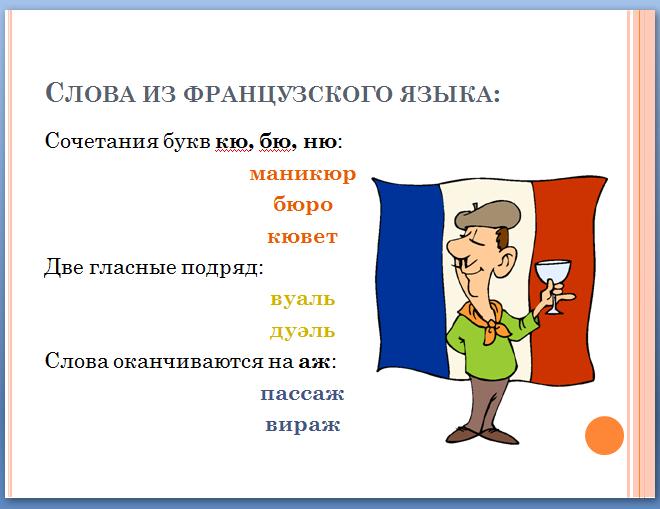 Слова из французского языка:
Сочетания букв кю, бю, ню:
маникюр
бюро
кювет
Две гласные подряд:
вуаль
дуэль
Слова оканчиваются на аж:
пассаж
вираж